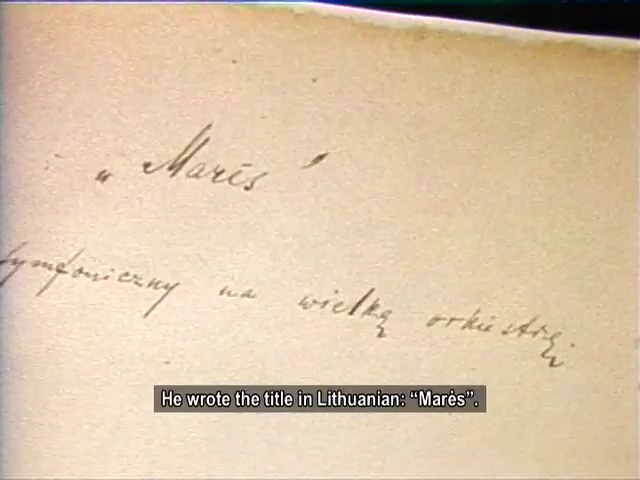 „Marės”
symfoniczny na wielką orkiestrę.
He wrote the title in Lithuanian: “Marės”.